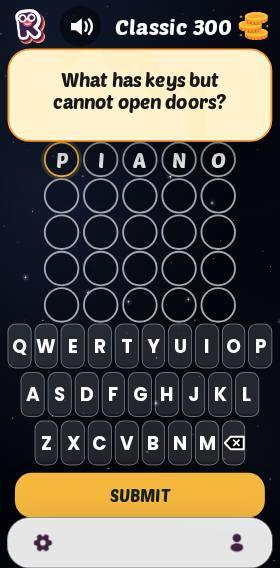 R
Classic 300
What has keys but
cannot open doors?
P I A N O
Q W E R T Y U I O P
A S D F G H J K L
Z X C V B N M
SUBMIT